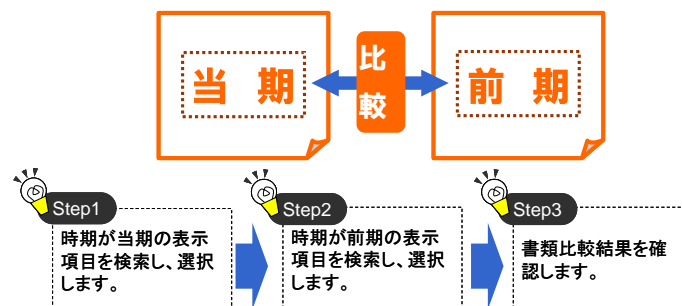 当 期
比
較
前 期
Step1
時期が当期の表示
項目を検索し、選択
します。
Step2
時期が前期の表示
項目を検索し、選択
します。
Step3
書類比較結果を確
認します。